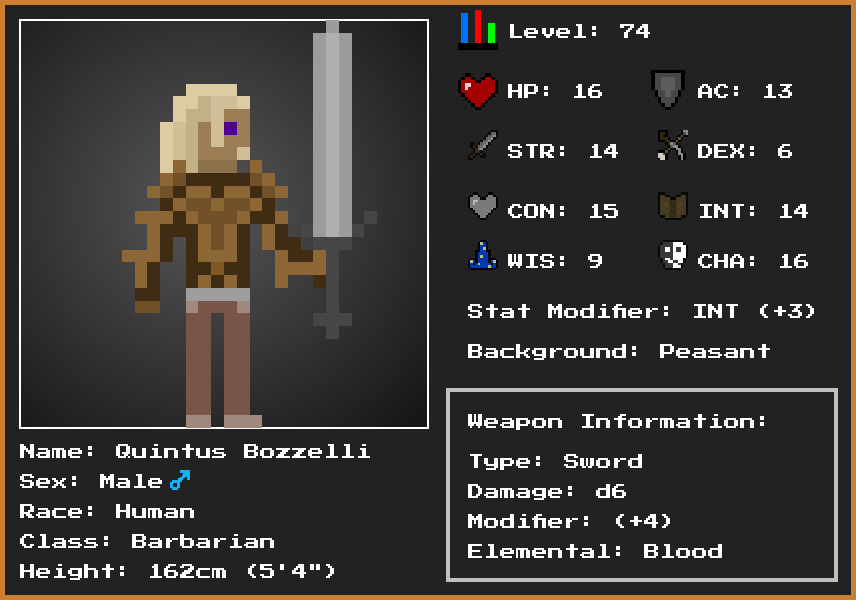 Level: 74
HP: 16 AC: 13
STR: 14 DEX: 6
CON: 15 INT: 14
WIS: 9 CHA: 16
Stat Modifier: INT (+3)
Background: Peasant
Weapon Information:
Type: Sword
Damage: d6
Modifier: (+4)
Elemental: Blood
Name: Quintus Bozzelli
Sex: Male ♂
Race: Human
Class: Barbarian
Height: 162cm (5'4")